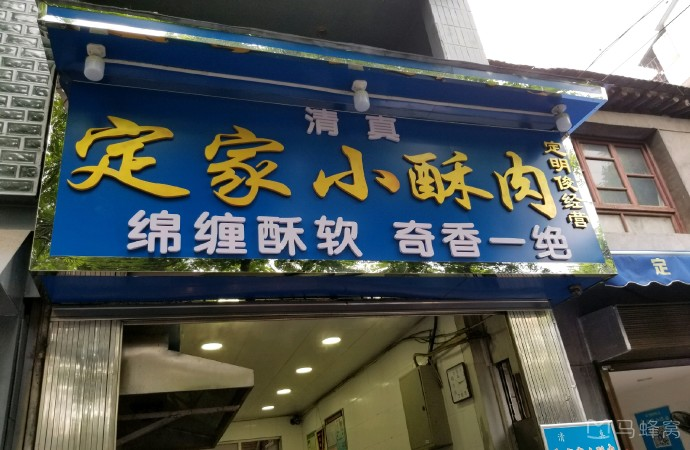 清真
定家小酥肉
定明俊经营
绵缠酥软 奇香一绝
定
清
马蜂窝